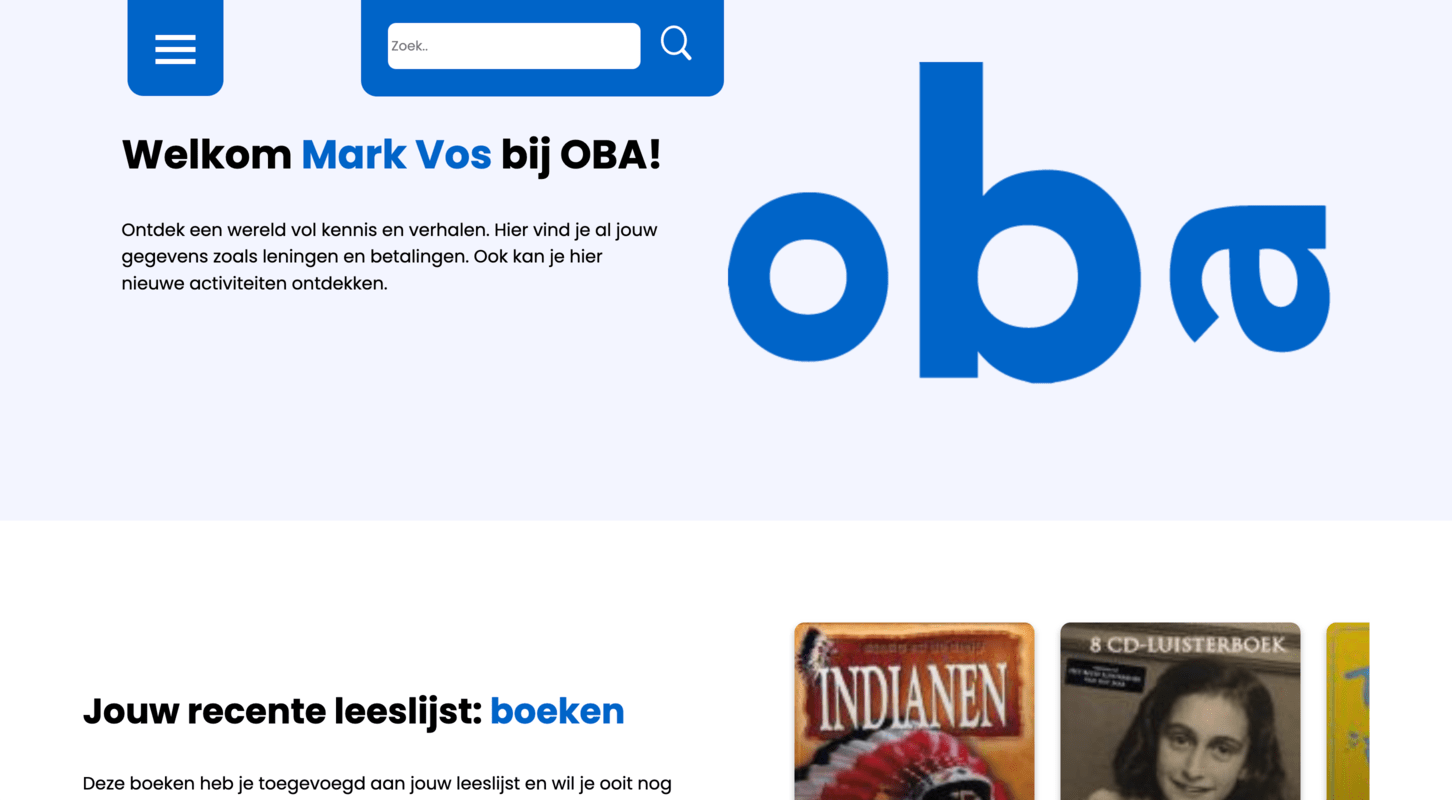 Zoek..
Welkom Mark Vos bij OBA!
Ontdek een wereld vol kennis en verhalen. Hier vind je al jouw
gegevens zoals leningen en betalingen. Ook kan je hier
nieuwe activiteiten ontdekken.
oba
Jouw recente leeslijst: boeken
Deze boeken heb je toegevoegd aan jouw leeslijst en wil je ooit nog
INDIANEN
8 CD-LUISTERBOEK